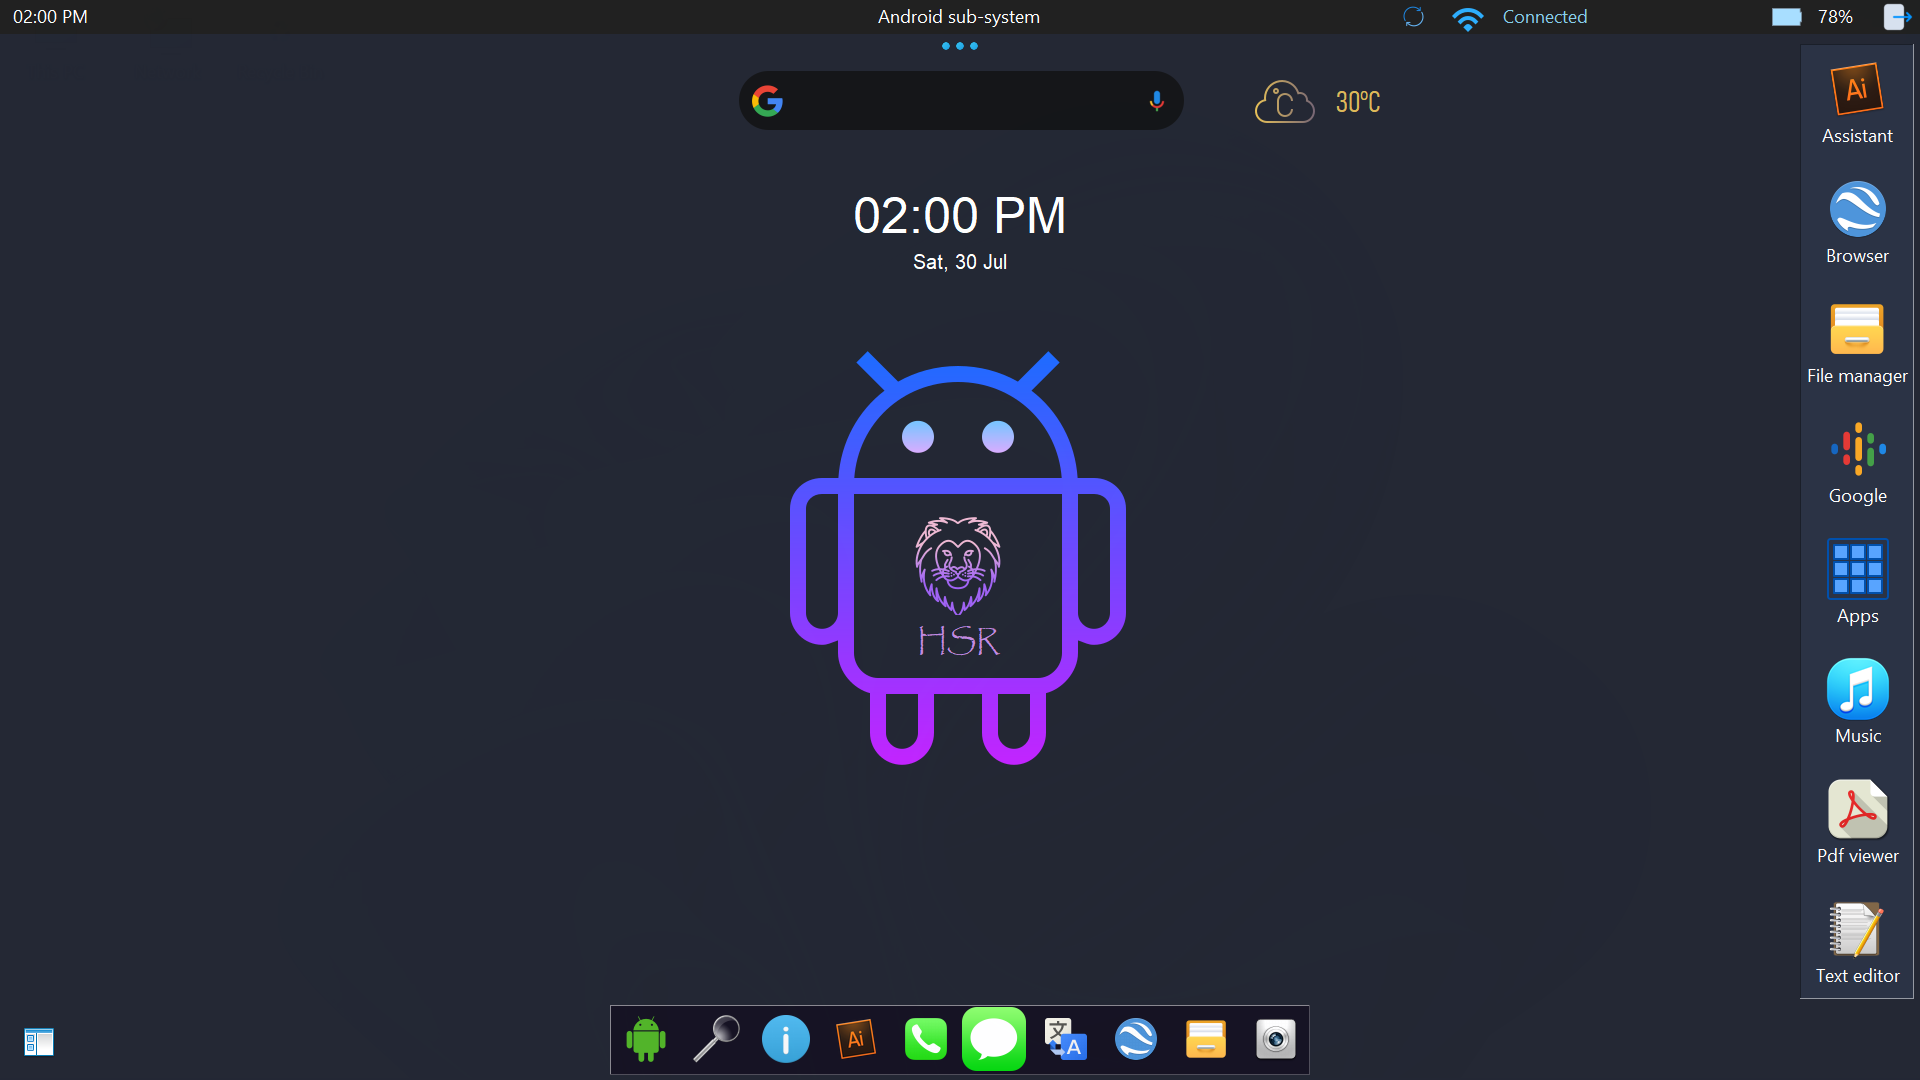 02:00 PM
Android sub-system
Connected
78%
30ºC
02:00 PM
Sat, 30 Jul
HSR
Ai
Assistant
Browser
File manager
Google
Apps
Music
Pdf viewer
Text editor
i
Ai
文
A